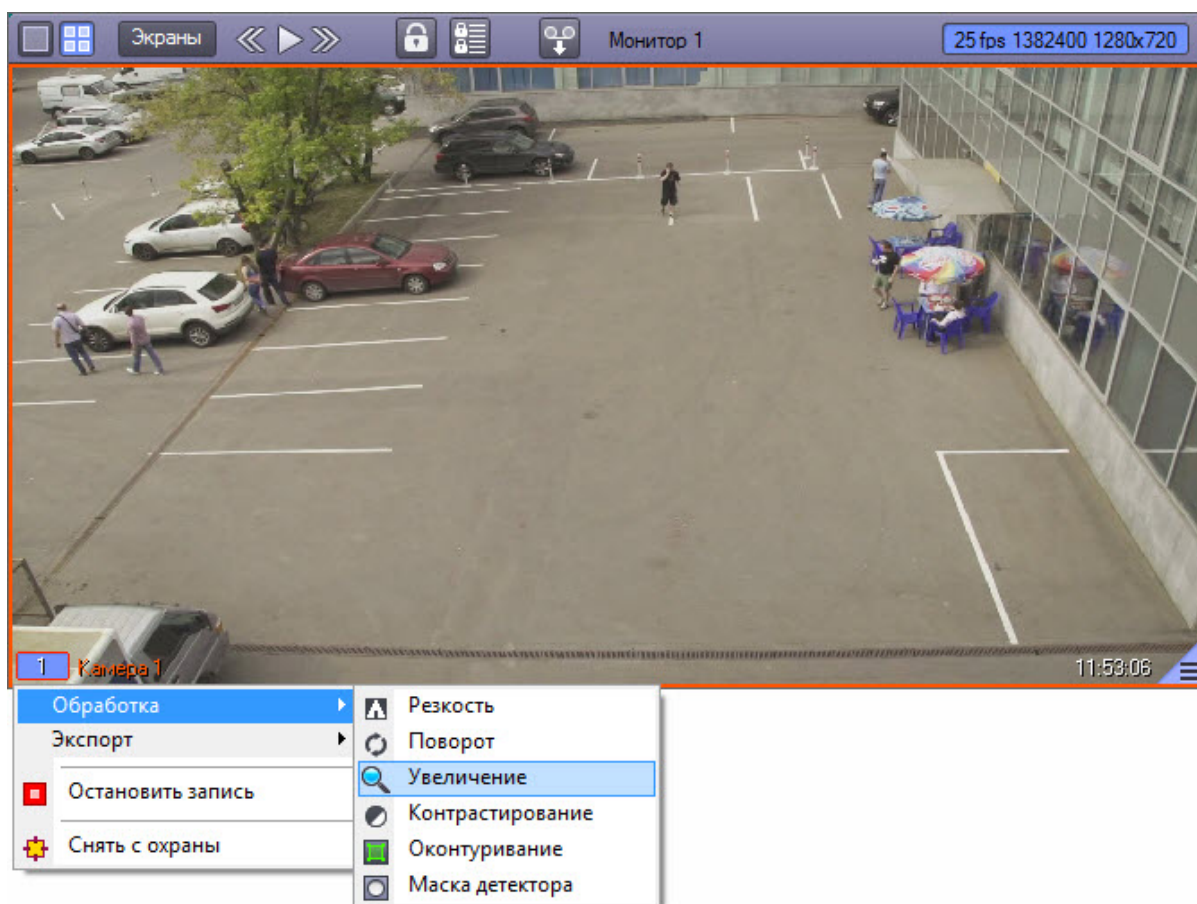 Экраны
Монитор 1
25 fps 1382400 1280x720
1 Камера 1
11:53:06
Обработка
Экспорт
Остановить запись
Снять с охраны
Резкость
Поворот
Увеличение
Контрастирование
Оконтуривание
Маска детектора